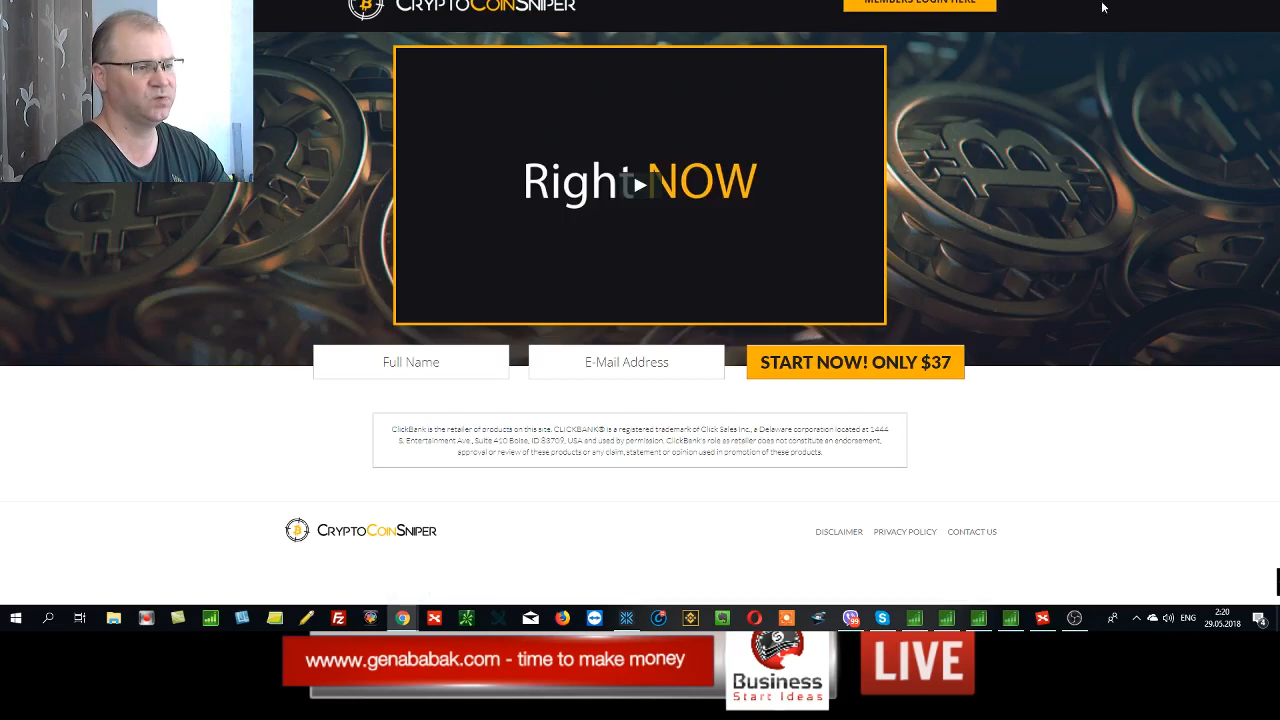 CRYPTOCOINSNIPER
MEMBERS LOGIN HERE
Right NOW
Full Name
E-Mail Address
START NOW! ONLY $37
ClickBank is the retailer of products on this site. CLICKBANK® is a registered trademark of Click Sales Inc., a Delaware corporation located at 1444
S. Entertainment Ave., Suite 410 Boise, ID 83709, USA and used by permission. ClickBank's role as retailer does not constitute an endorsement,
approval or review of these products or any claim, statement or opinion used in promotion of these products.
CRYPTOCOINSNIPER
DISCLAIMER
PRIVACY POLICY
CONTACT US
99
ENG
2:20
29.05.2018
4
wwww.genababak.com - time to make money
Business
Start Ideas
LIVE